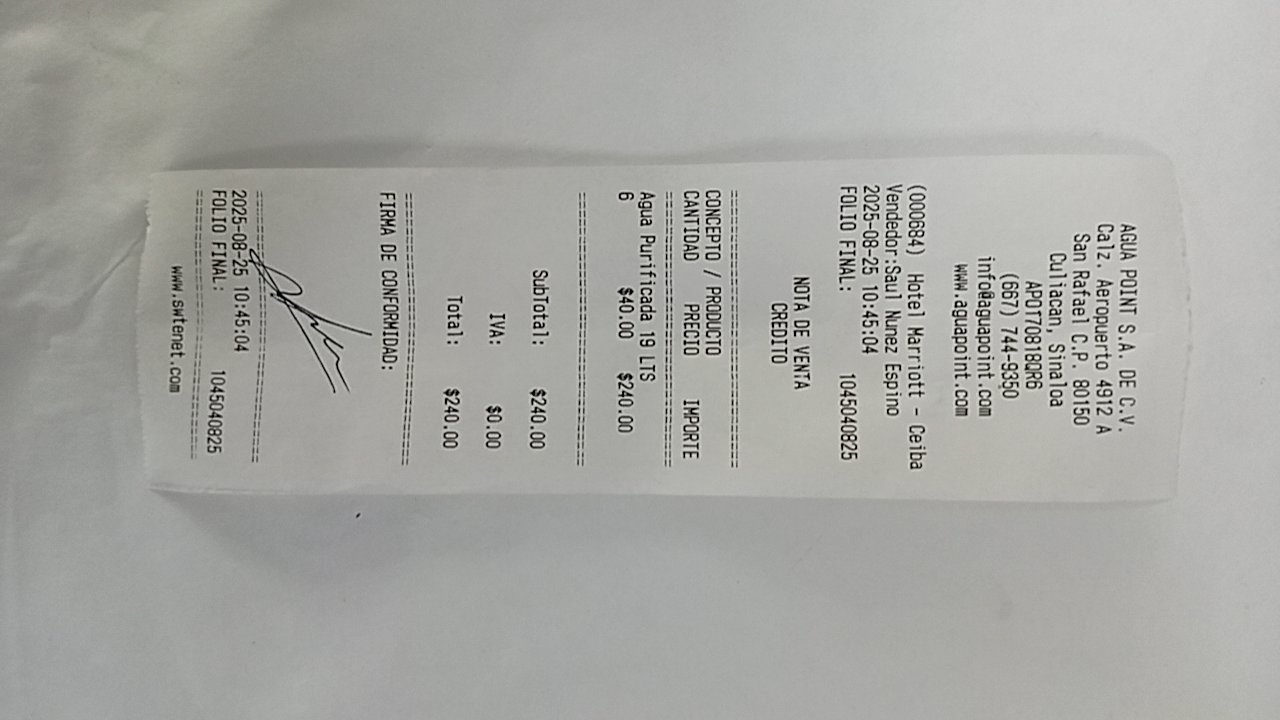 AGUA POINT S.A. DE C.V.
Calz. Aeropuerto 4912 A
San Rafael C.P. 80150
Culiacan, Sinaloa
APO170818QR6
(667) 744-9350
info@aguapoint.com
www.aguapoint.com
(000684) Hotel Marriott - Ceiba
Vendedor:Saul Nunez Espino
2025-08-25 10:45:04
FOLIO FINAL: 1045040825
NOTA DE VENTA
CREDITO
CONCEPTO / PRODUCTO
CANTIDAD PRECIO IMPORTE
Agua Purificada 19 LTS
6 $40.00 $240.00
SubTotal: $240.00
IVA: $0.00
Total: $240.00
FIRMA DE CONFORMIDAD:
2025-08-25 10:45:04
FOLIO FINAL: 1045040825
www.swtenet.com